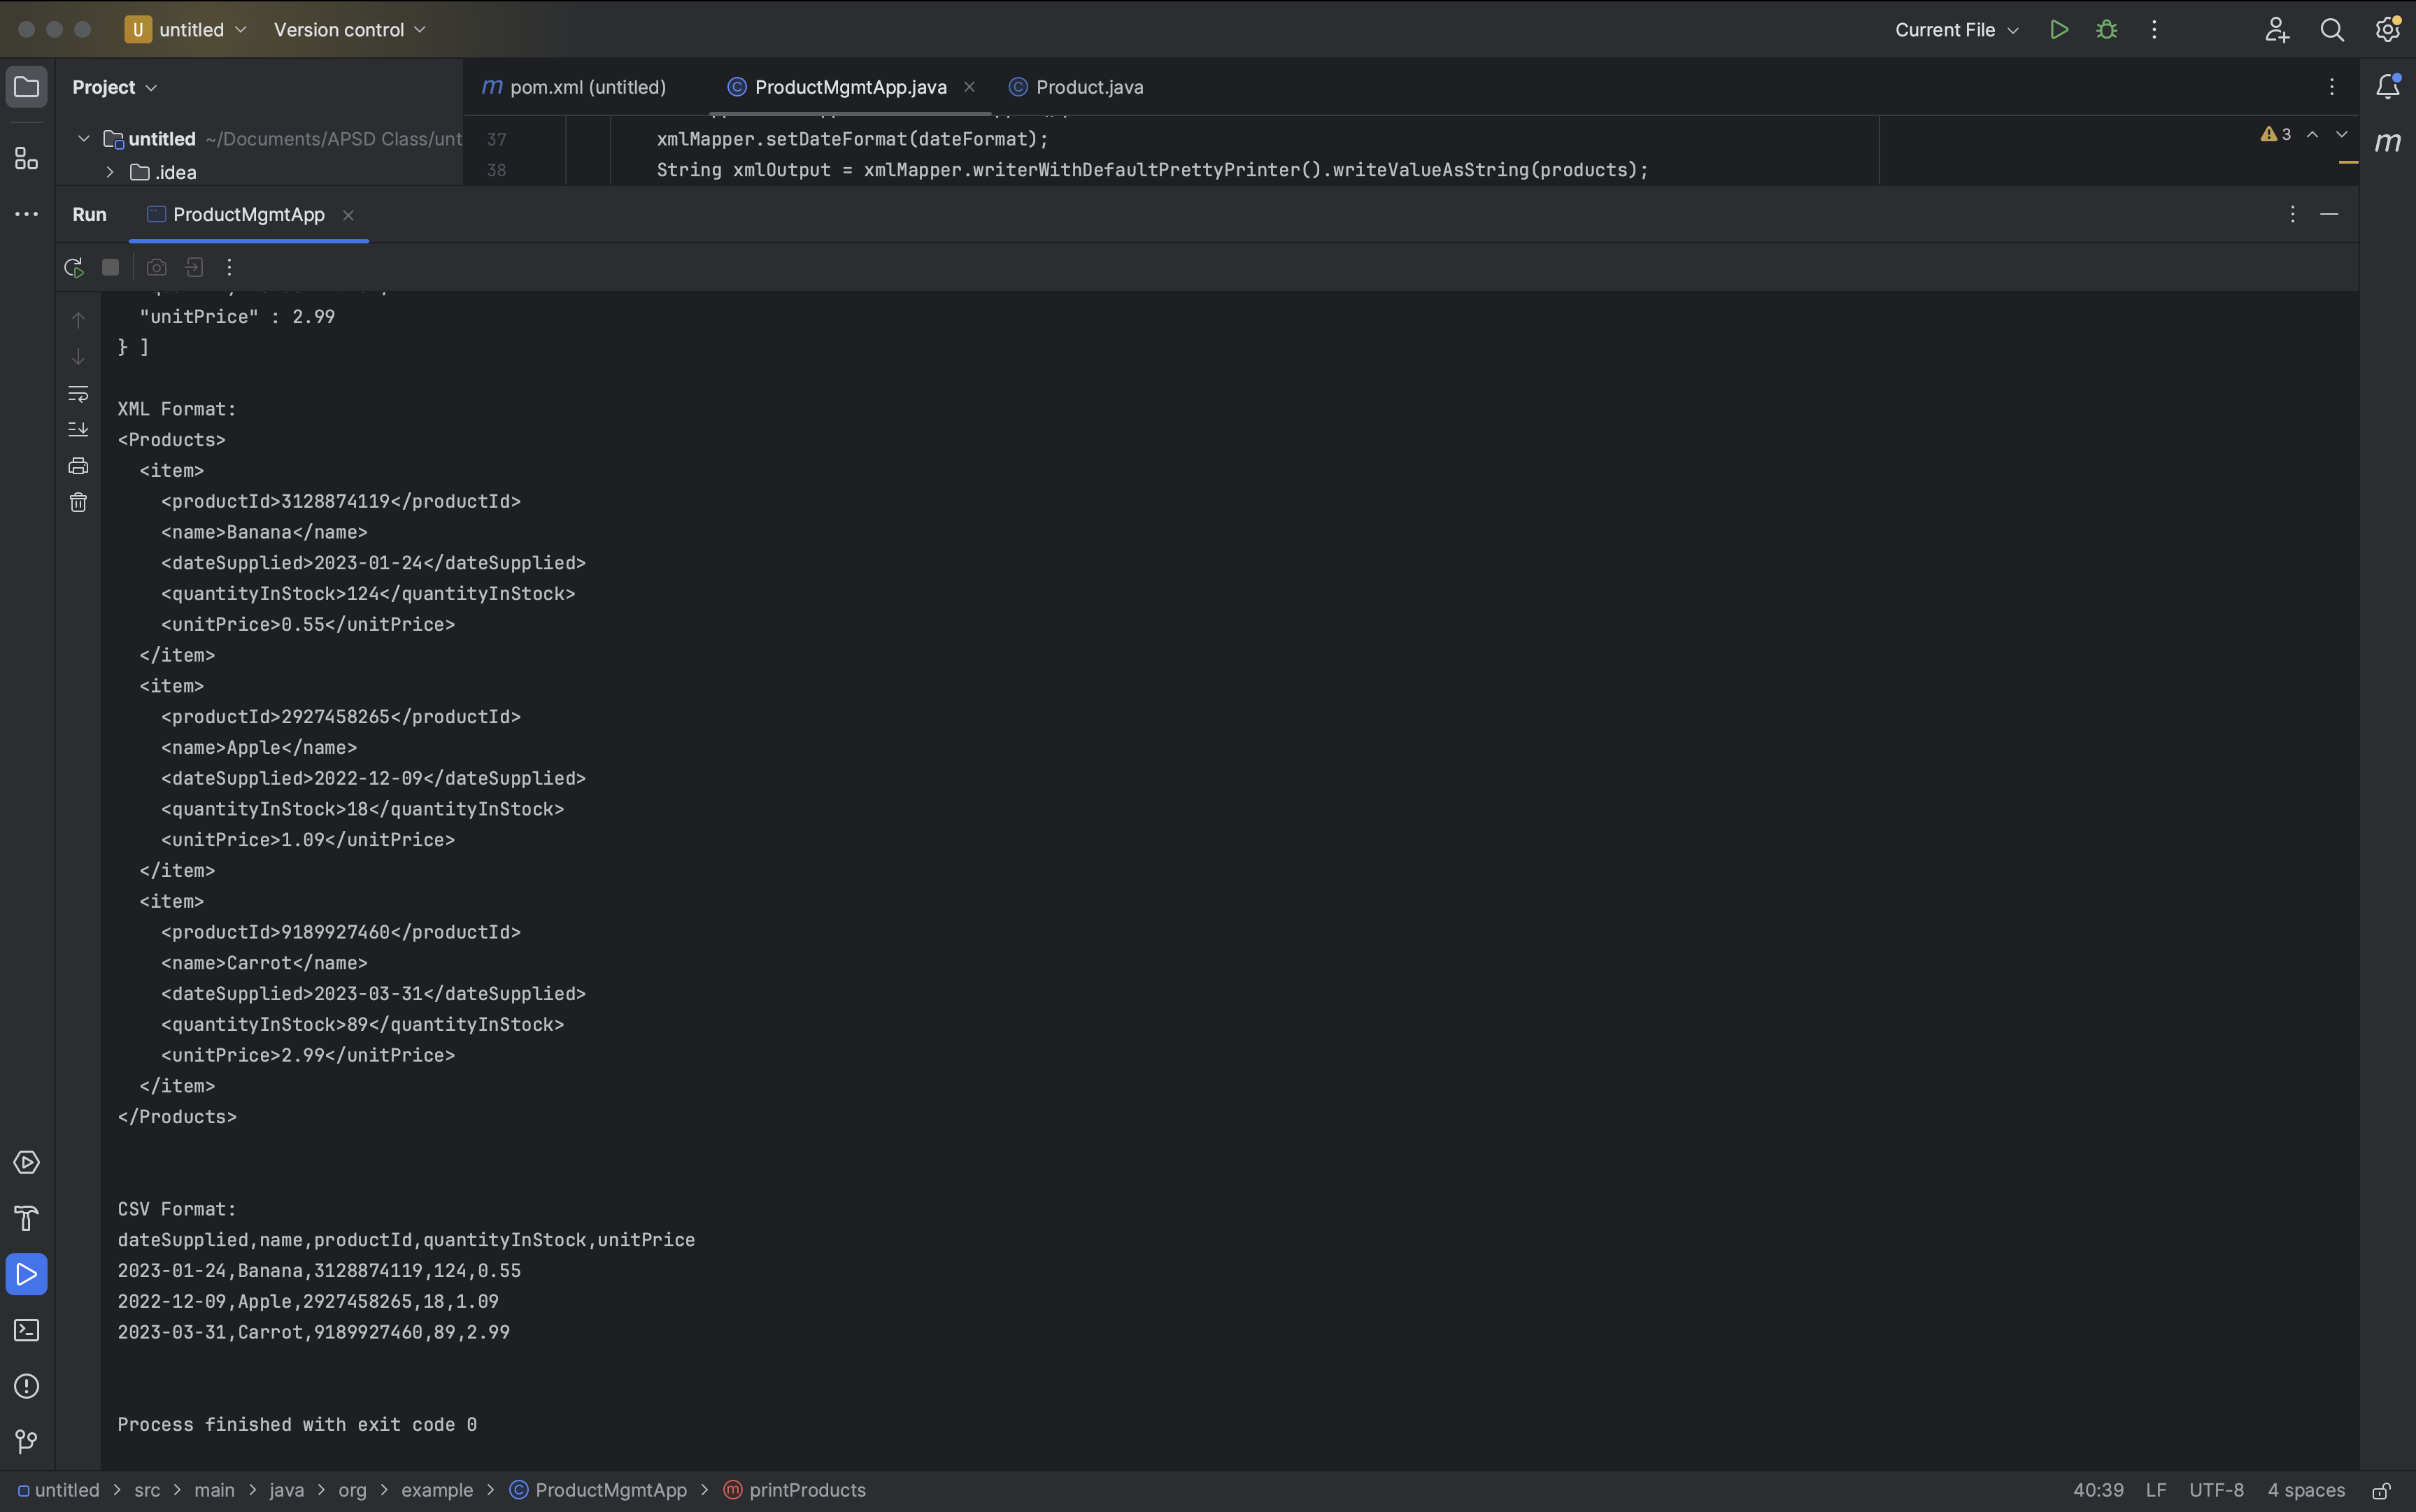 U untitled Version control Current File
Project m pom.xml (untitled) ProductMgmtApp.java Product.java
untitled ~/Documents/APSD Class/unt
.idea
37 xmlMapper.setDateFormat(dateFormat);
38 String xmlOutput = xmlMapper.writerWithDefaultPrettyPrinter().writeValueAsString(products);
3
m
Run ProductMgmtApp
"unitPrice" : 2.99
} ]
XML Format:
<Products>
<item>
<productId>3128874119</productId>
<name>Banana</name>
<dateSupplied>2023-01-24</dateSupplied>
<quantityInStock>124</quantityInStock>
<unitPrice>0.55</unitPrice>
</item>
<item>
<productId>2927458265</productId>
<name>Apple</name>
<dateSupplied>2022-12-09</dateSupplied>
<quantityInStock>18</quantityInStock>
<unitPrice>1.09</unitPrice>
</item>
<item>
<productId>9189927460</productId>
<name>Carrot</name>
<dateSupplied>2023-03-31</dateSupplied>
<quantityInStock>89</quantityInStock>
<unitPrice>2.99</unitPrice>
</item>
</Products>
CSV Format:
dateSupplied,name,productId,quantityInStock,unitPrice
2023-01-24,Banana,3128874119,124,0.55
2022-12-09,Apple,2927458265,18,1.09
2023-03-31,Carrot,9189927460,89,2.99
Process finished with exit code 0
untitled > src > main > java > org > example > ProductMgmtApp > printProducts 40:39 LF UTF-8 4 spaces